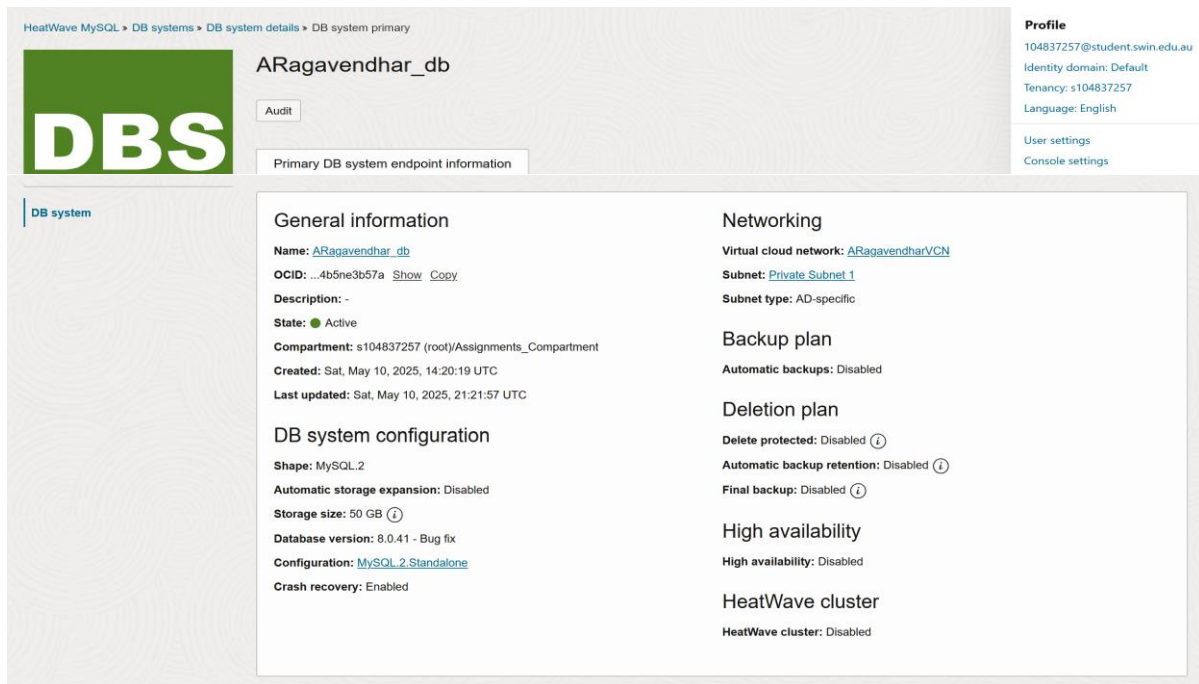 HeatWave MySQL » DB systems » DB system details » DB system primary
DBS
ARagavendhar_db
Audit
Primary DB system endpoint information
Profile
104837257@student.swin.edu.au
Identity domain: Default
Tenancy: s104837257
Language: English
User settings
Console settings
DB system
General information
Name: ARagavendhar_db
OCID: ...4b5ne3b57a Show Copy
Description: -
State: Active
Compartment: s104837257 (root)/Assignments_Compartment
Created: Sat, May 10, 2025, 14:20:19 UTC
Last updated: Sat, May 10, 2025, 21:21:57 UTC
DB system configuration
Shape: MySQL.2
Automatic storage expansion: Disabled
Storage size: 50 GB i
Database version: 8.0.41 - Bug fix
Configuration: MySQL.2.Standalone
Crash recovery: Enabled
Networking
Virtual cloud network: ARagavendharVCN
Subnet: Private Subnet 1
Subnet type: AD-specific
Backup plan
Automatic backups: Disabled
Deletion plan
Delete protected: Disabled i
Automatic backup retention: Disabled i
Final backup: Disabled i
High availability
High availability: Disabled
HeatWave cluster
HeatWave cluster: Disabled